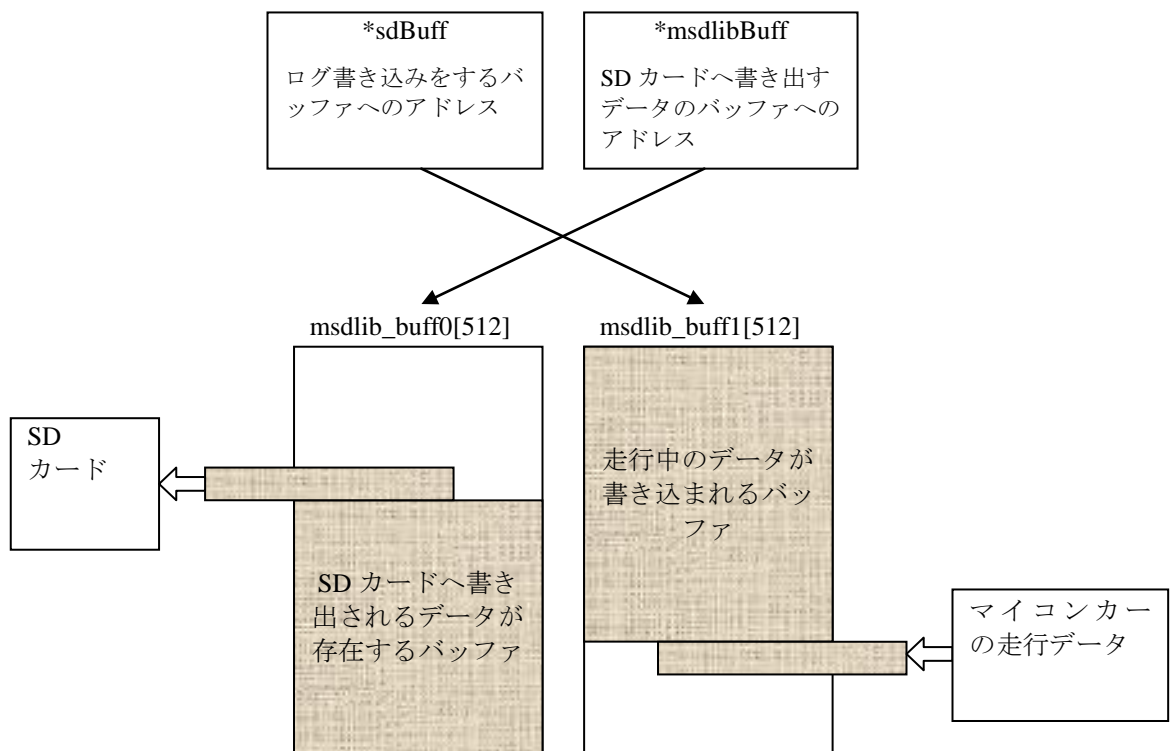 *sdBuff
ログ書き込みをするバ
ッファへのアドレス
*msdlibBuff
SD カードへ書き出す
データのバッファへの
アドレス
msdlib_buff0[512]
msdlib_buff1[512]
SD
カード
走行中のデータが
書き込まれるバッ
ファ
SD カードへ書き
出されるデータが
存在するバッファ
マイコンカー
の走行データ